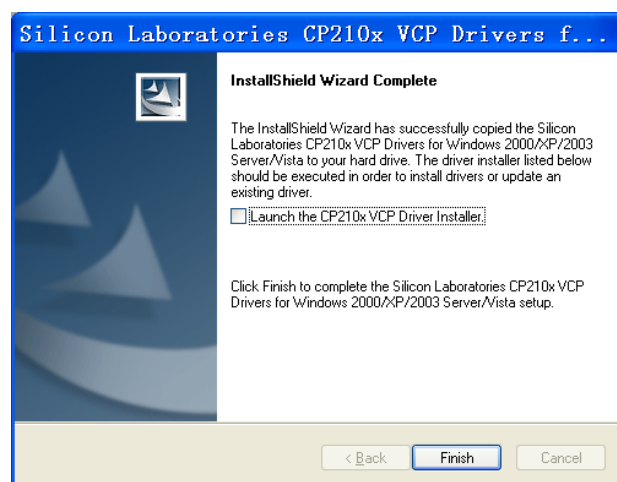 Silicon Laboratories CP210x VCP Drivers f...
InstallShield Wizard Complete
The InstallShield Wizard has successfully copied the Silicon
Laboratories CP210x VCP Drivers for Windows 2000/XP/2003
Server/Vista to your hard drive. The driver installer listed below
should be executed in order to install drivers or update an
existing driver.
Launch the CP210x VCP Driver Installer.
Click Finish to complete the Silicon Laboratories CP210x VCP
Drivers for Windows 2000/XP/2003 Server/Vista setup.
< Back
Finish
Cancel